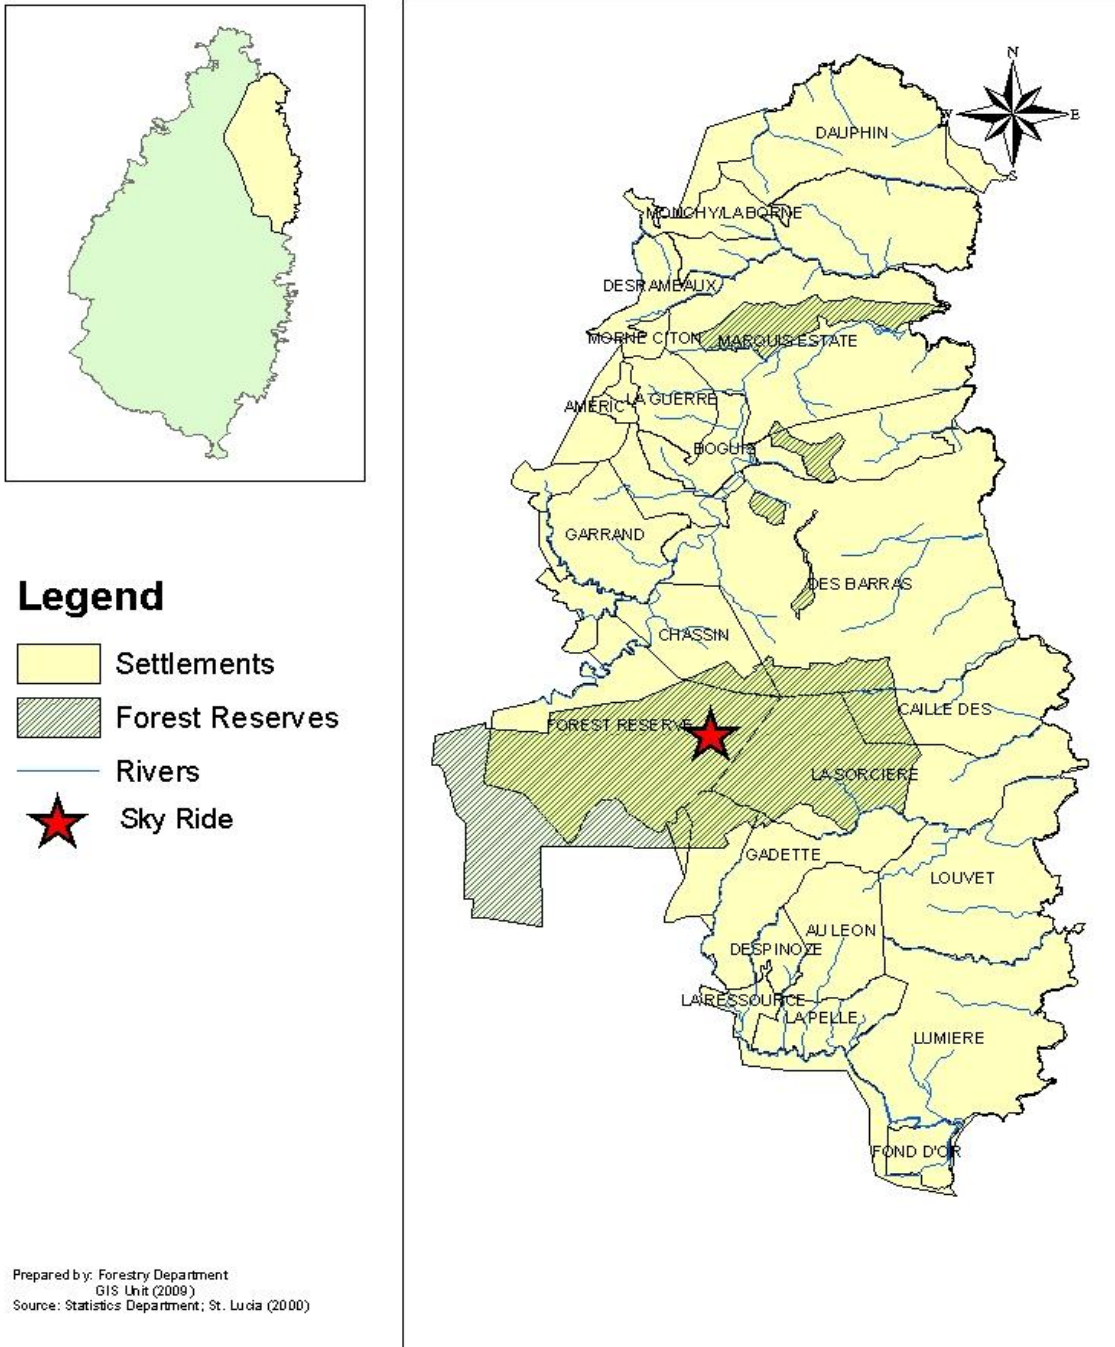 N
W
E
S
DAUPHIN
MONCHY/LABORNE
DESRAMEAUX
MORNE CITON
MARQUIS ESTATE
AMERIC
LA GUERRE
BOGUIS
GARRAND
DES BARRAS
CHASSIN
CAILLE DES
FOREST RESERVE
LA SORCIERE
GADETTE
LOUVET
AU LEON
DESPINOZE
LA RESSOURCE
LA PELLE
LUMIERE
FOND D'OR
Legend
Settlements
Forest Reserves
Rivers
Sky Ride
Prepared by: Forestry Department
GIS Unit (2009)
Source: Statistics Department; St. Lucia (2000)